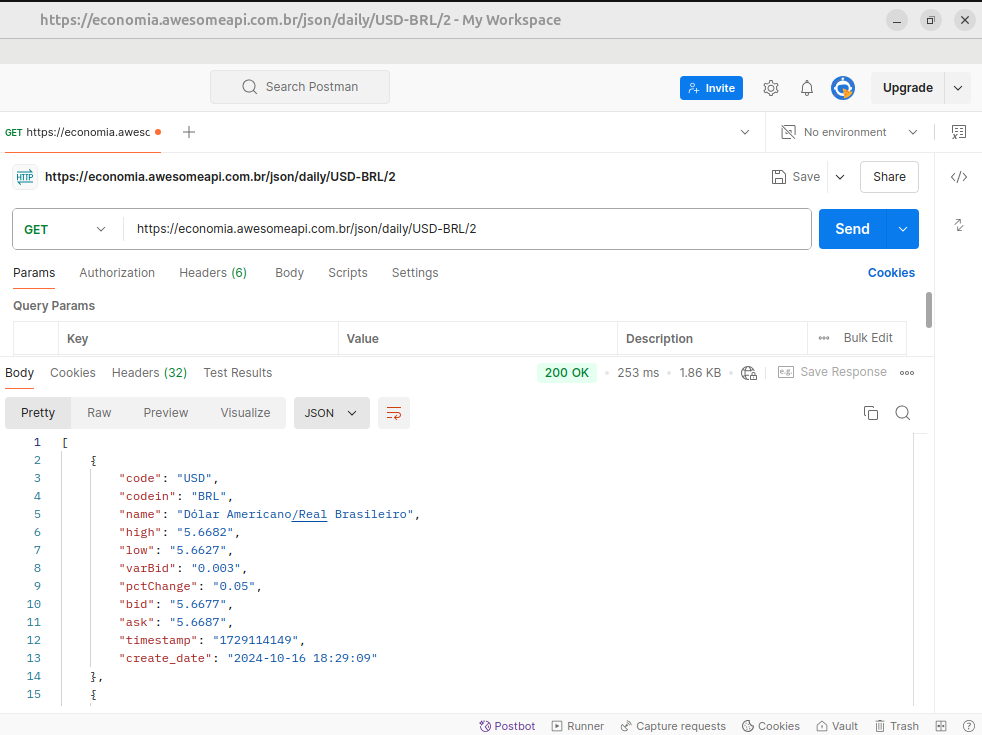 https://economia.awesomeapi.com.br/json/daily/USD-BRL/2 - My Workspace
Search Postman
Invite
Upgrade
GET https://economia.awesc
No environment
HTTP https://economia.awesomeapi.com.br/json/daily/USD-BRL/2
Save
Share
GET
https://economia.awesomeapi.com.br/json/daily/USD-BRL/2
Send
Params Authorization Headers (6) Body Scripts Settings Cookies
Query Params
Key Value Description Bulk Edit
Body Cookies Headers (32) Test Results 200 OK 253 ms 1.86 KB e.g. Save Response
Pretty Raw Preview Visualize JSON
1 [
2 {
3 "code": "USD",
4 "codein": "BRL",
5 "name": "Dólar Americano/Real Brasileiro",
6 "high": "5.6682",
7 "low": "5.6627",
8 "varBid": "0.003",
9 "pctChange": "0.05",
10 "bid": "5.6677",
11 "ask": "5.6687",
12 "timestamp": "1729114149",
13 "create_date": "2024-10-16 18:29:09"
14 },
15 {
Postbot Runner Capture requests Cookies Vault Trash